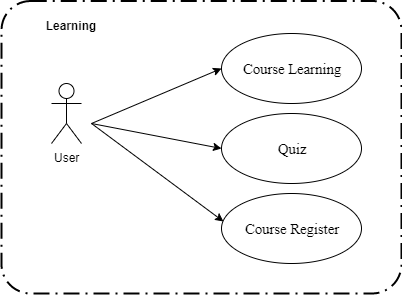 Learning
Course Learning
Quiz
User
Course Register